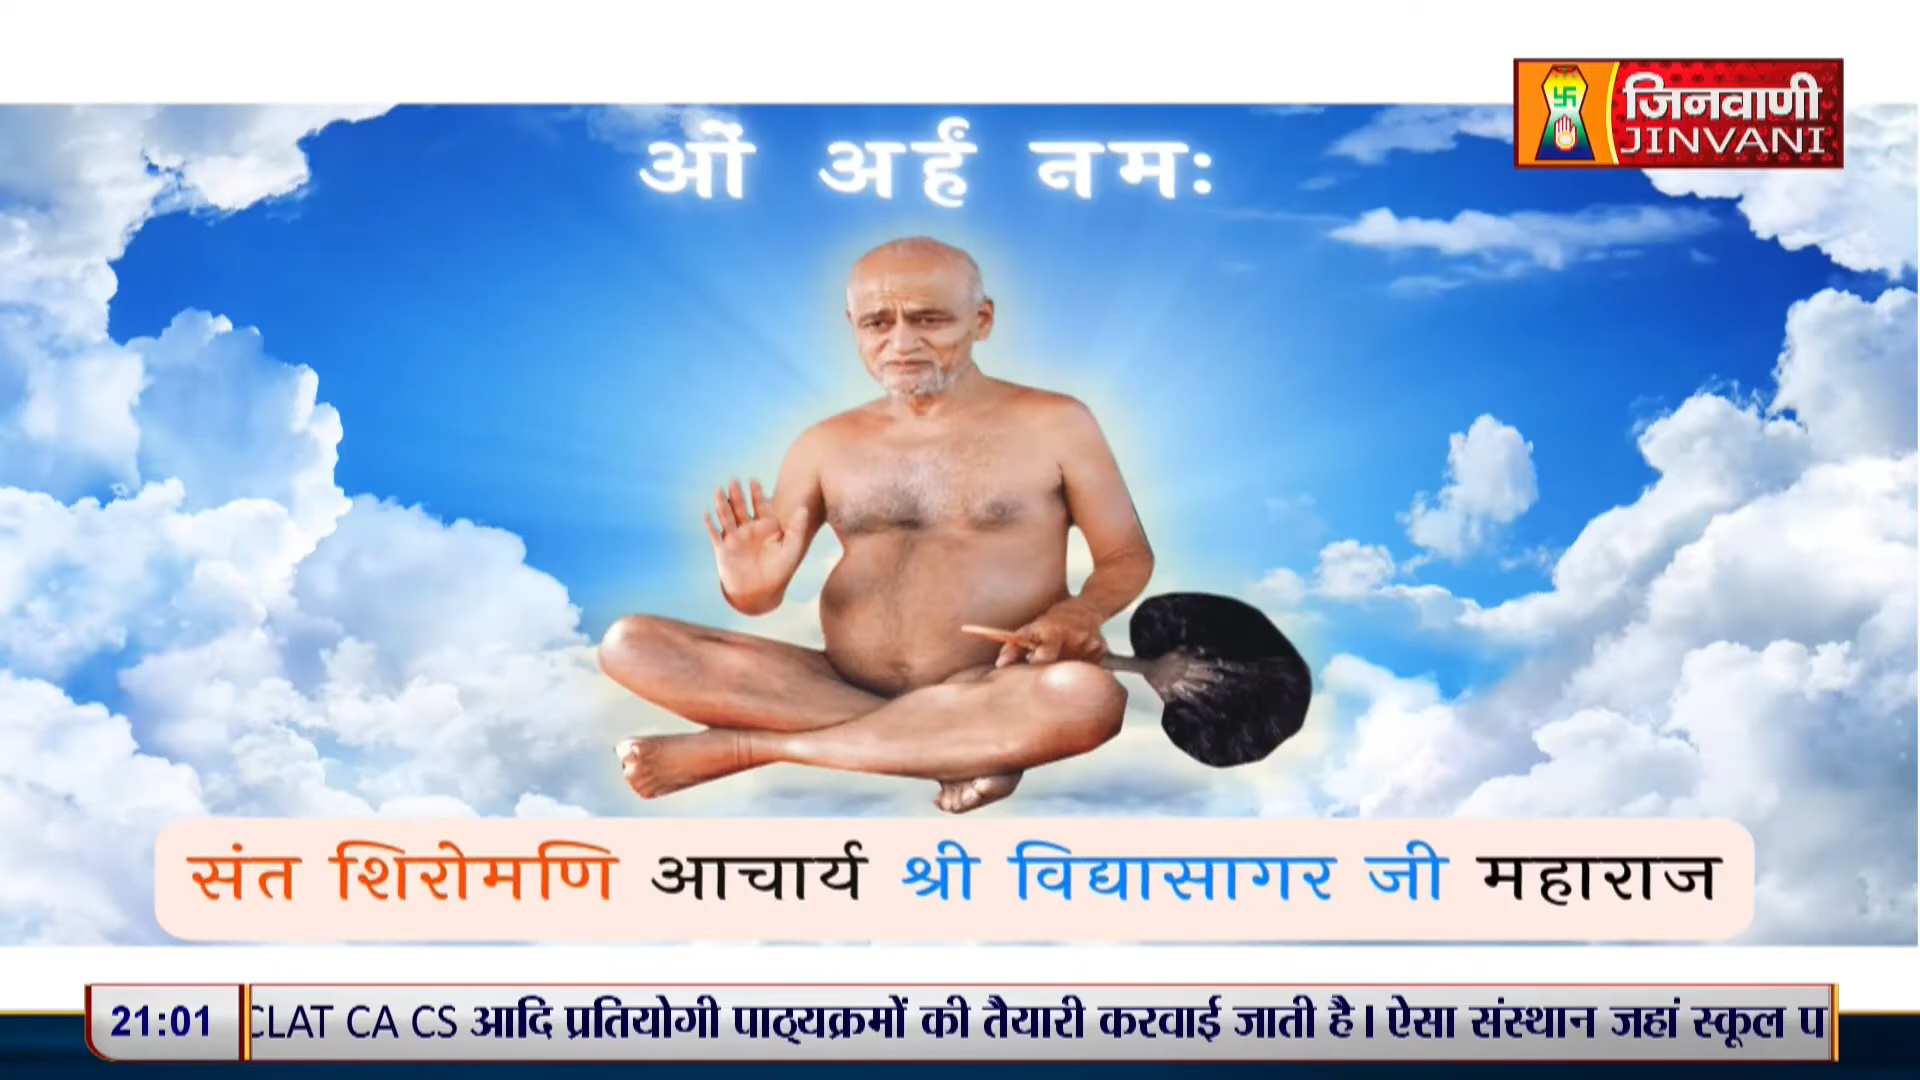 जिनवाणी
JINVANI
ओं अर्हं नमः
संत शिरोमणि आचार्य श्री विद्यासागर जी महाराज
21:01 CLAT CA CS आदि प्रतियोगी पाठ्यक्रमों की तैयारी करवाई जाती है। ऐसा संस्थान जहां स्कूल प